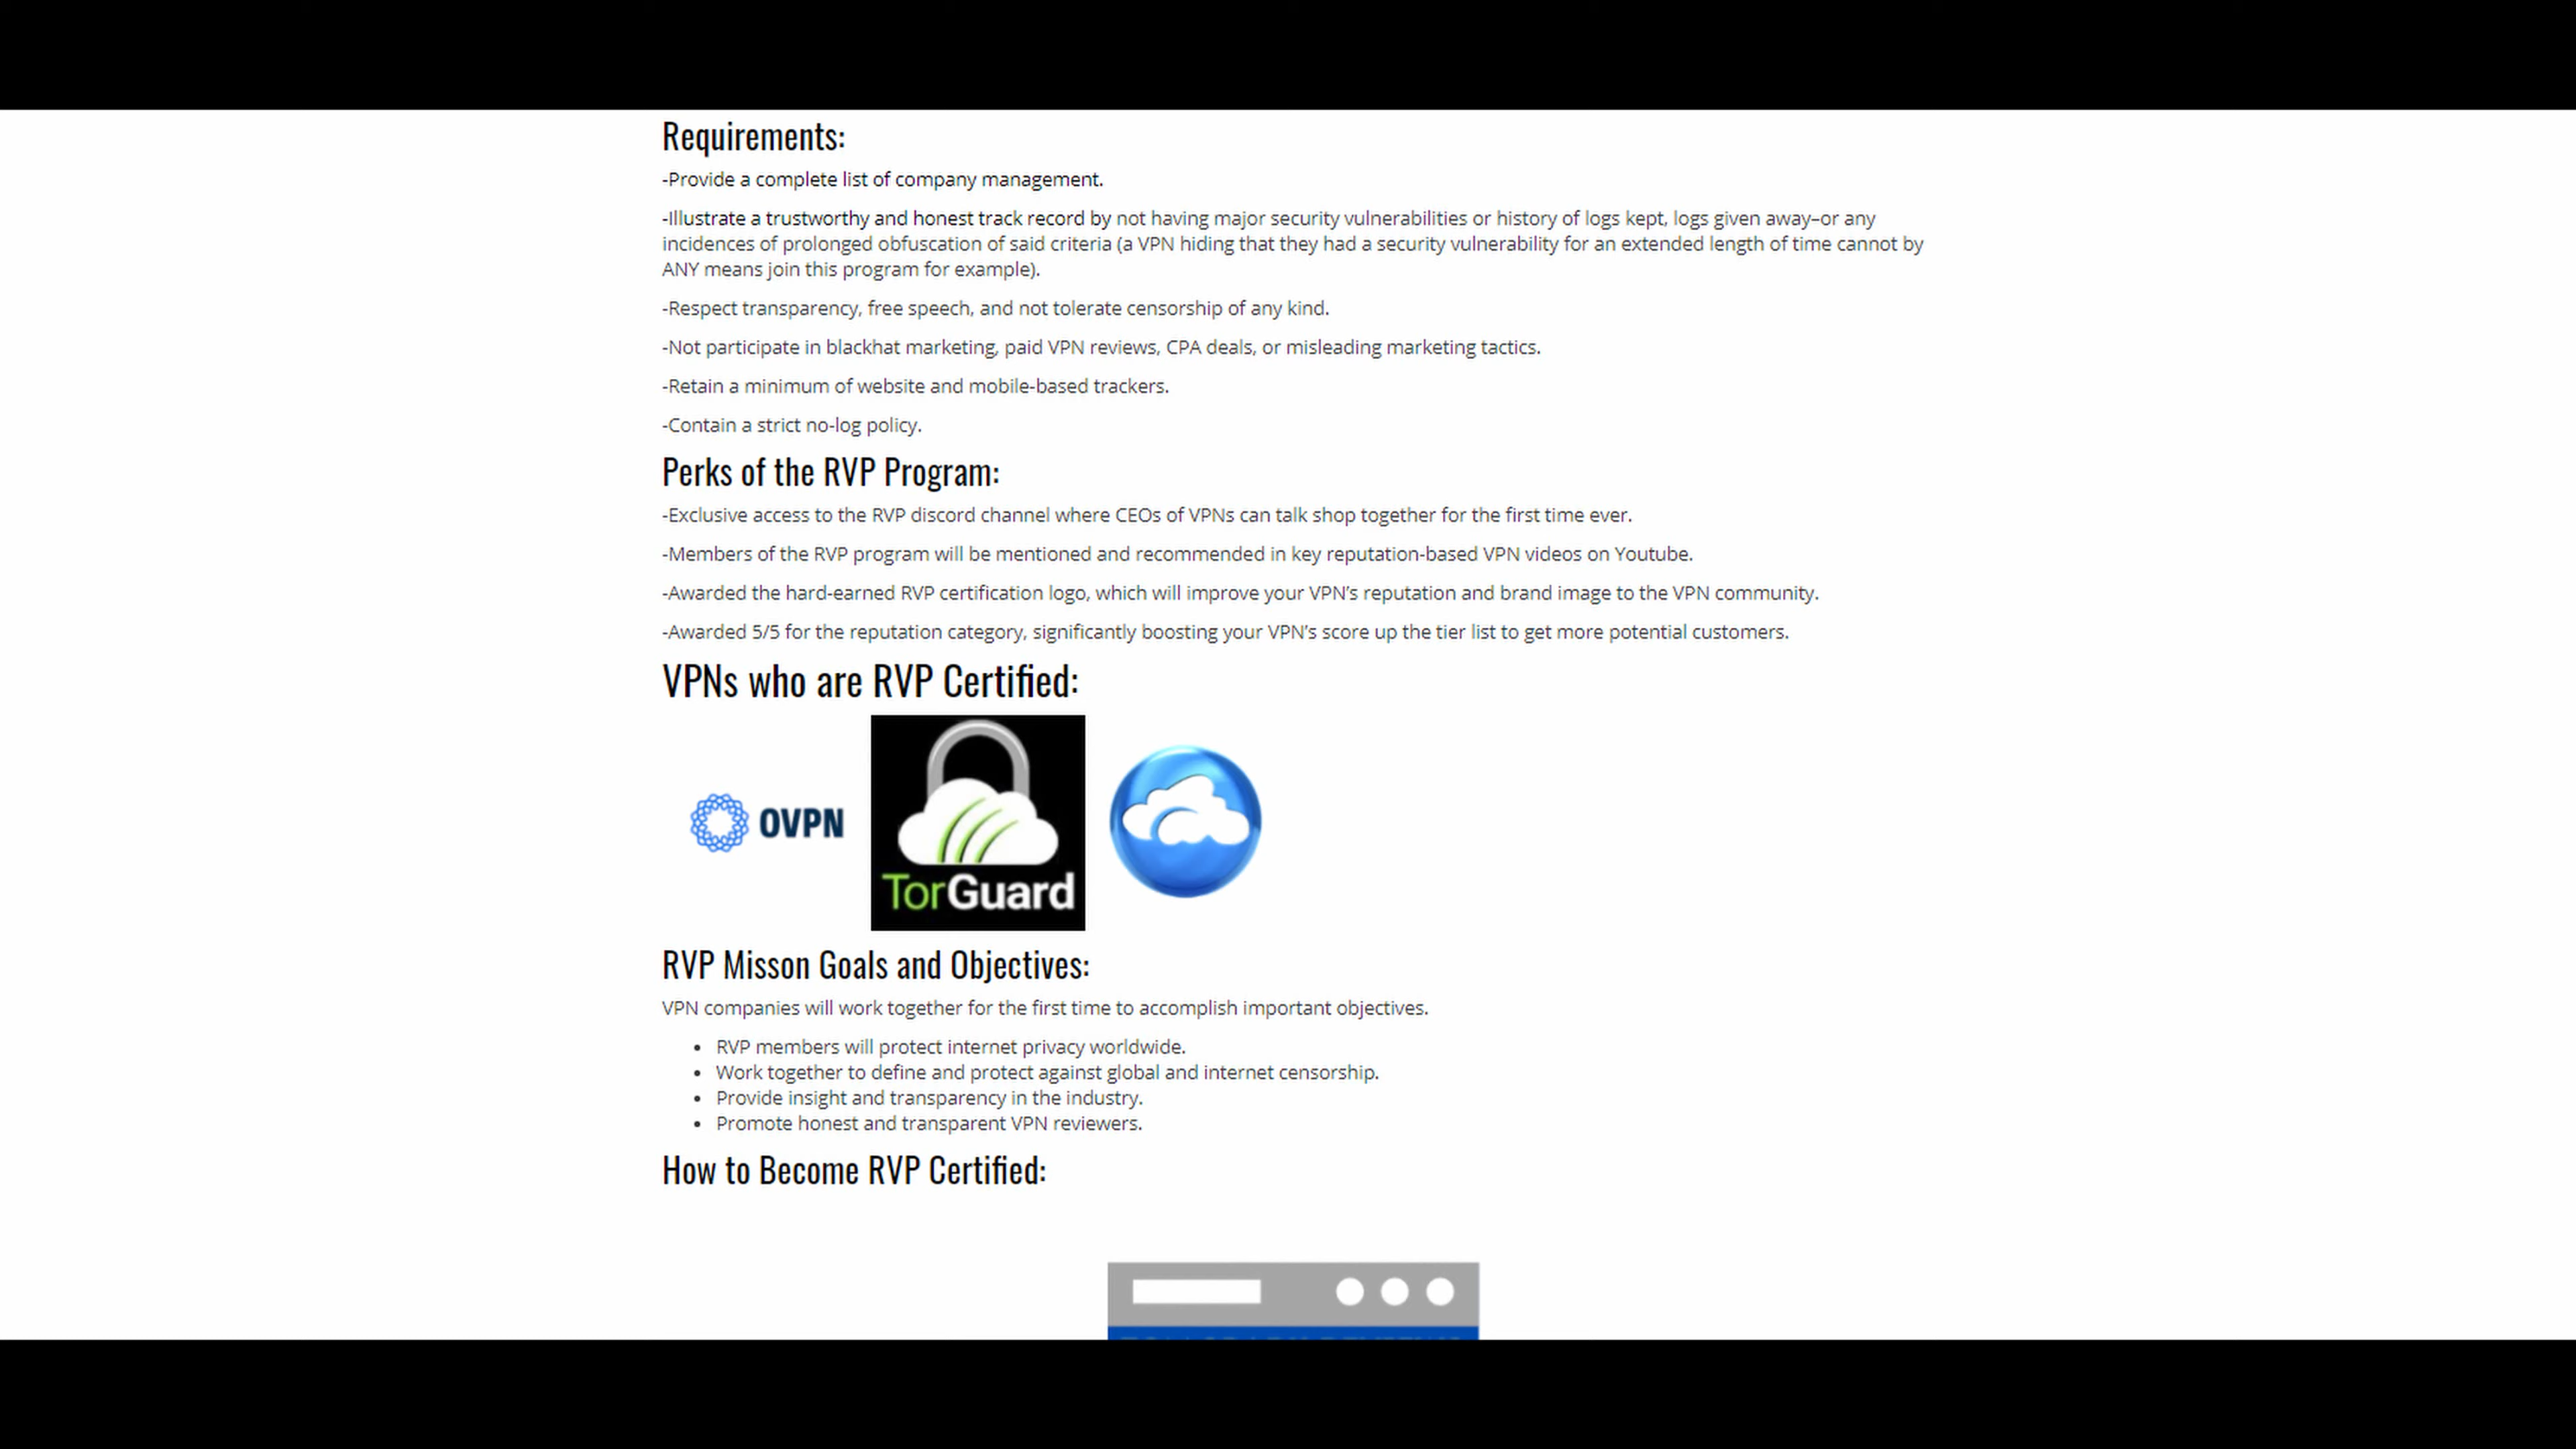 Requirements:
-Provide a complete list of company management.
-Illustrate a trustworthy and honest track record by not having major security vulnerabilities or history of logs kept, logs given away–or any
incidences of prolonged obfuscation of said criteria (a VPN hiding that they had a security vulnerability for an extended length of time cannot by
ANY means join this program for example).
-Respect transparency, free speech, and not tolerate censorship of any kind.
-Not participate in blackhat marketing, paid VPN reviews, CPA deals, or misleading marketing tactics.
-Retain a minimum of website and mobile-based trackers.
-Contain a strict no-log policy.
Perks of the RVP Program:
-Exclusive access to the RVP discord channel where CEOs of VPNs can talk shop together for the first time ever.
-Members of the RVP program will be mentioned and recommended in key reputation-based VPN videos on Youtube.
-Awarded the hard-earned RVP certification logo, which will improve your VPN’s reputation and brand image to the VPN community.
-Awarded 5/5 for the reputation category, significantly boosting your VPN’s score up the tier list to get more potential customers.
VPNs who are RVP Certified:
OVPN
TorGuard
RVP Misson Goals and Objectives:
VPN companies will work together for the first time to accomplish important objectives.
• RVP members will protect internet privacy worldwide.
• Work together to define and protect against global and internet censorship.
• Provide insight and transparency in the industry.
• Promote honest and transparent VPN reviewers.
How to Become RVP Certified: